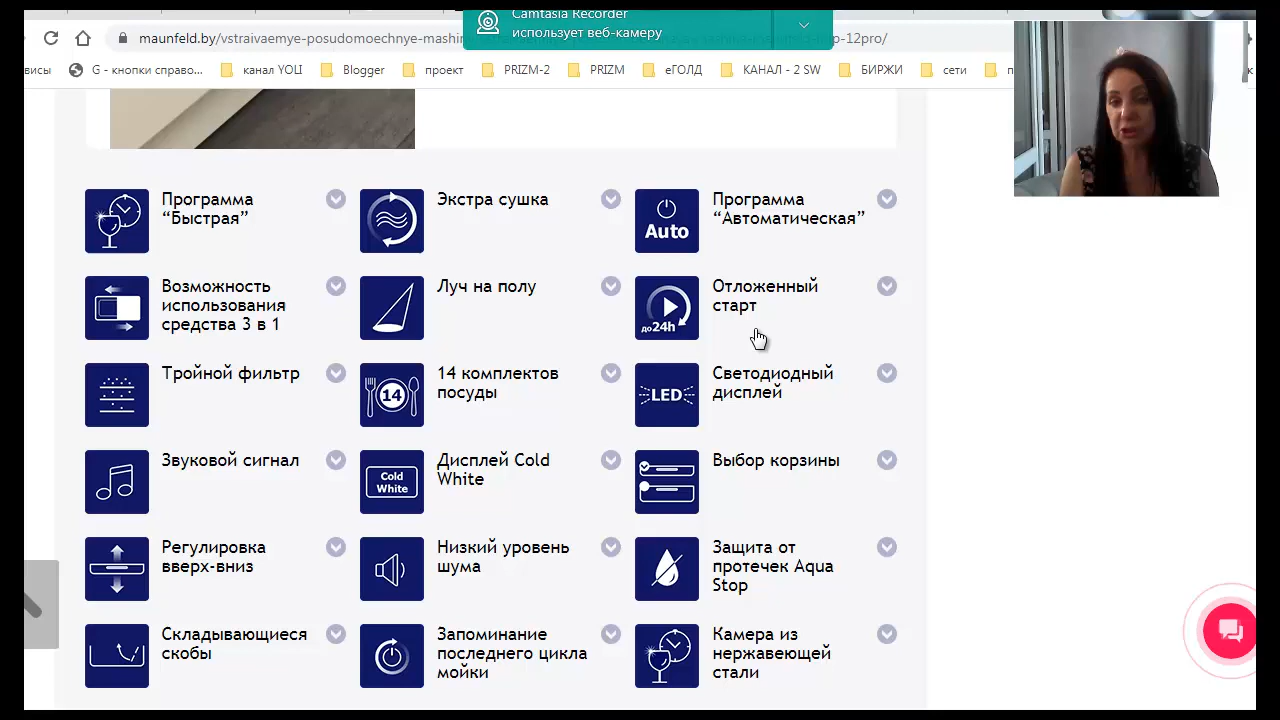 Camtasia Recorder
использует веб-камеру
maunfeld.by/vstraivaemye-posudomoechnye-mashin
-12pro/
висы
G - кнопки справо...
канал YOUT
Blogger
проект
PRIZM-2
PRIZM
еГОЛД
КАНАЛ - 2 SW
БИРЖИ
сети
Программа
“Быстрая”
Экстра сушка
Auto
Программа
“Автоматическая”
Возможность
использования
средства 3 в 1
Луч на полу
до24h
Отложенный
старт
Тройной фильтр
14
14 комплектов
посуды
LED
Светодиодный
дисплей
Звуковой сигнал
Cold
White
Дисплей Cold
White
Выбор корзины
Регулировка
вверх-вниз
Низкий уровень
шума
Защита от
протечек Aqua
Stop
Складывающиеся
скобы
Запоминание
последнего цикла
мойки
Камера из
нержавеющей
стали